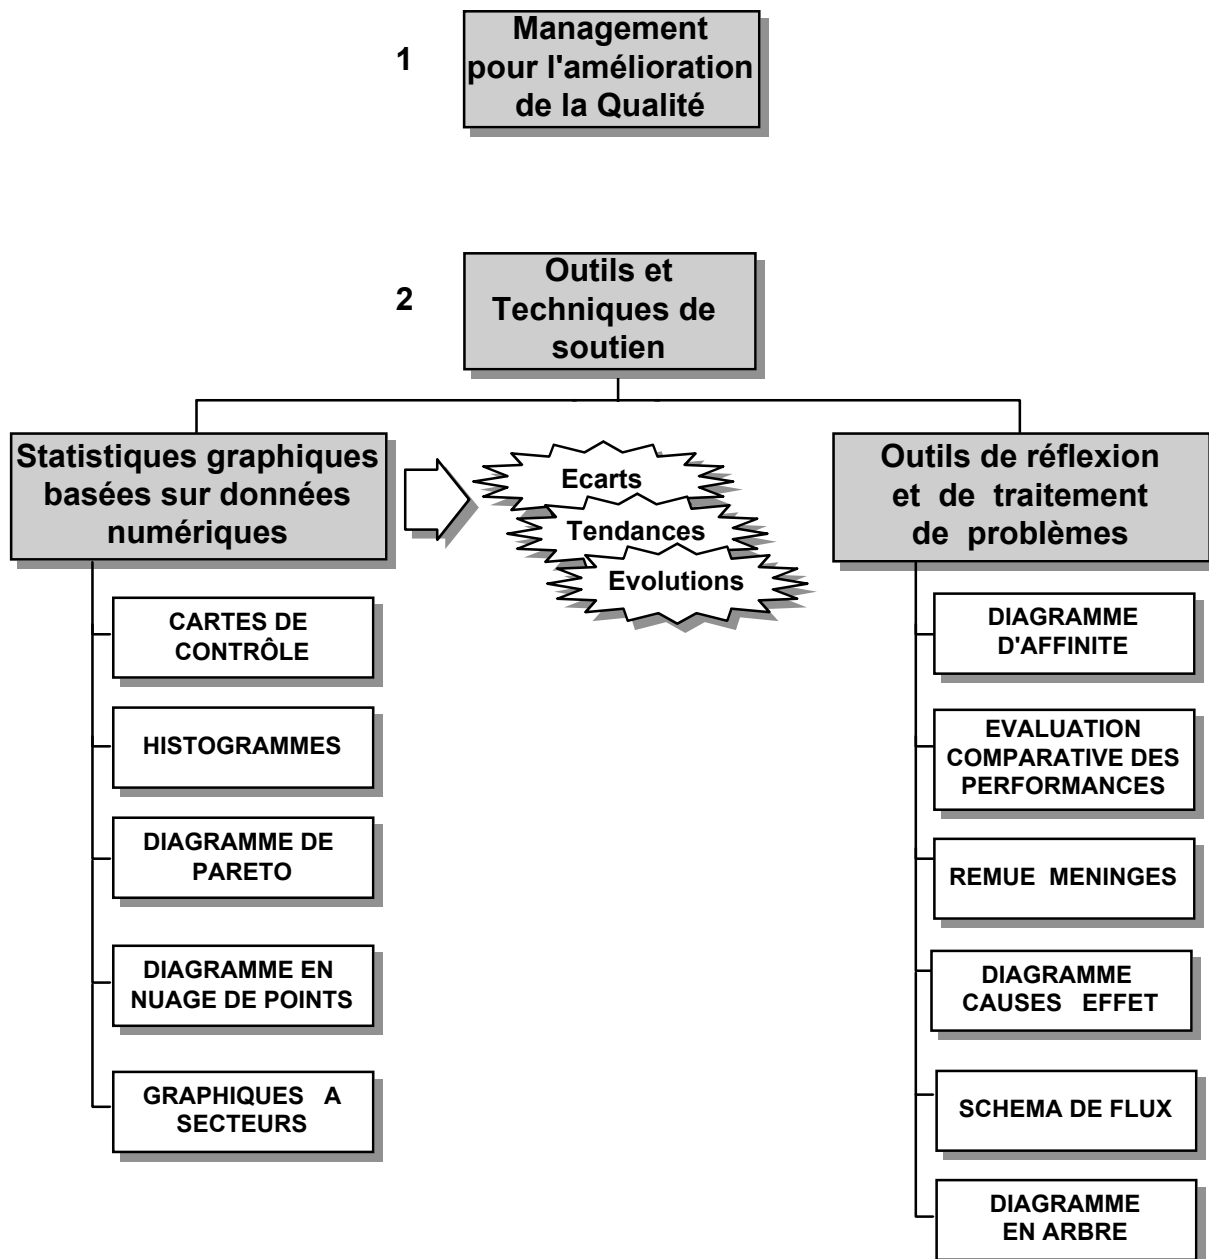 1
Management
pour l'amélioration
de la Qualité
2
Outils et
Techniques de
soutien
Statistiques graphiques
basées sur données
numériques
Ecarts
Tendances
Evolutions
Outils de réflexion
et de traitement
de problèmes
CARTES DE
CONTRÔLE
HISTOGRAMMES
DIAGRAMME DE
PARETO
DIAGRAMME EN
NUAGE DE POINTS
GRAPHIQUES A
SECTEURS
DIAGRAMME
D'AFFINITE
EVALUATION
COMPARATIVE DES
PERFORMANCES
REMUE MENINGES
DIAGRAMME
CAUSES EFFET
SCHEMA DE FLUX
DIAGRAMME
EN ARBRE